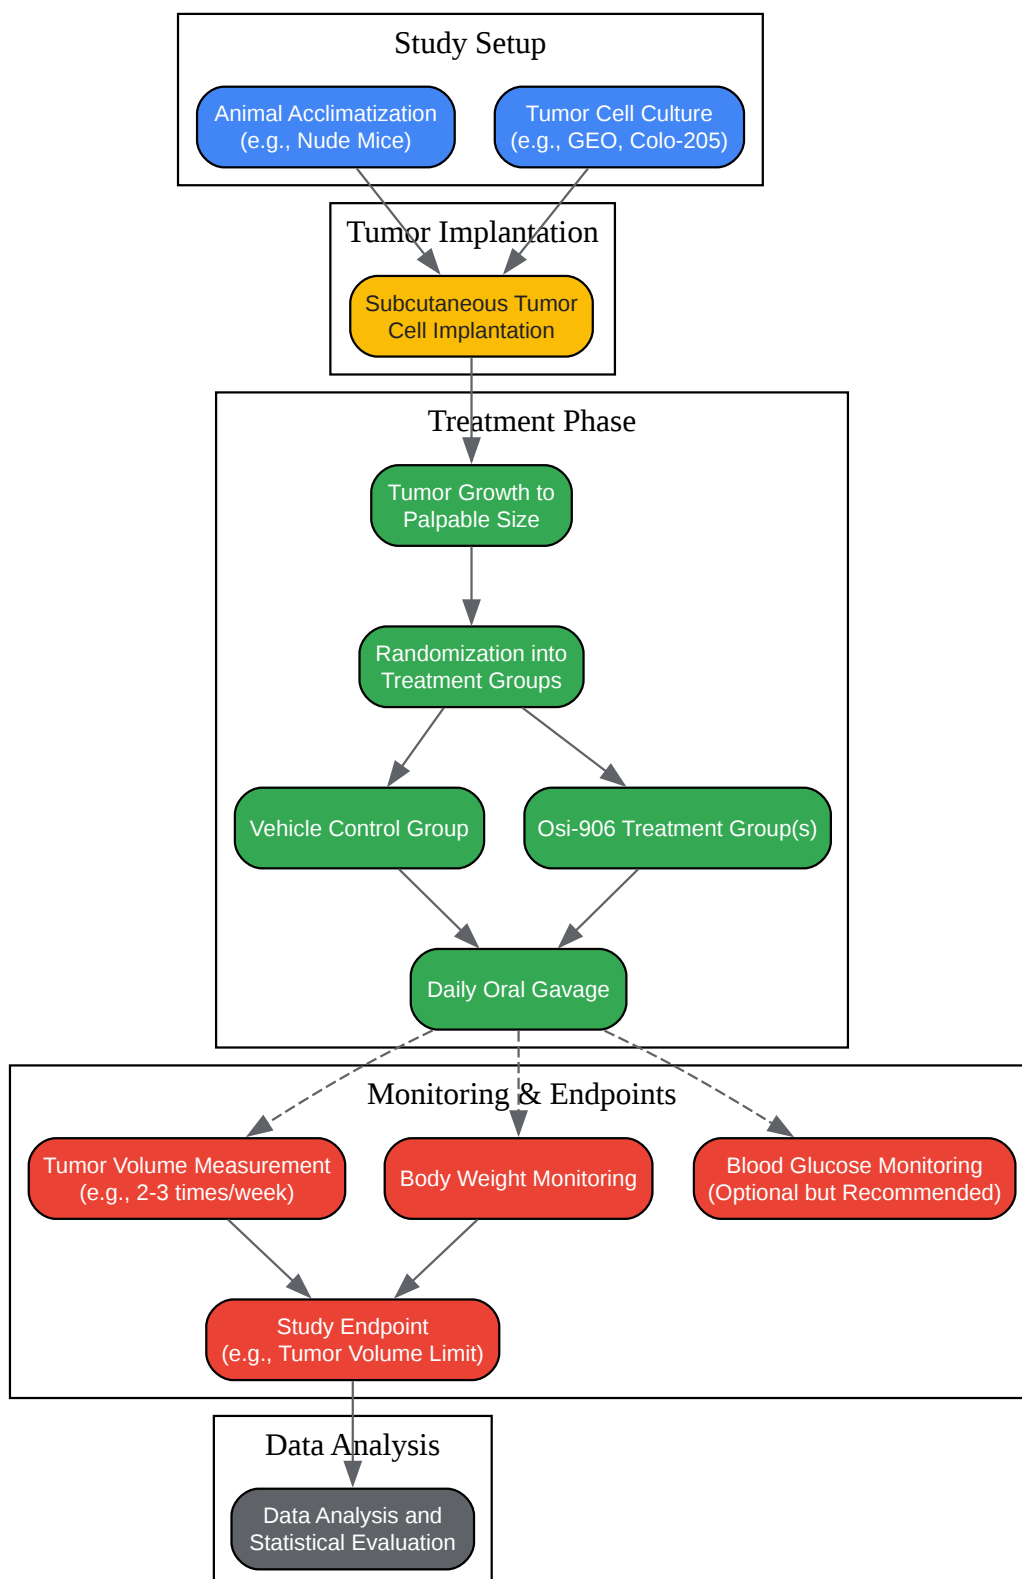 Study Setup
Animal Acclimatization
(e.g., Nude Mice)
Tumor Cell Culture
(e.g., GEO, Colo-205)
Tumor Implantation
Subcutaneous Tumor
Cell Implantation
Treatment Phase
Tumor Growth to
Palpable Size
Randomization into
Treatment Groups
Vehicle Control Group
Osi-906 Treatment Group(s)
Daily Oral Gavage
Monitoring & Endpoints
Tumor Volume Measurement
(e.g., 2-3 times/week)
Body Weight Monitoring
Blood Glucose Monitoring
(Optional but Recommended)
Study Endpoint
(e.g., Tumor Volume Limit)
Data Analysis
Data Analysis and
Statistical Evaluation